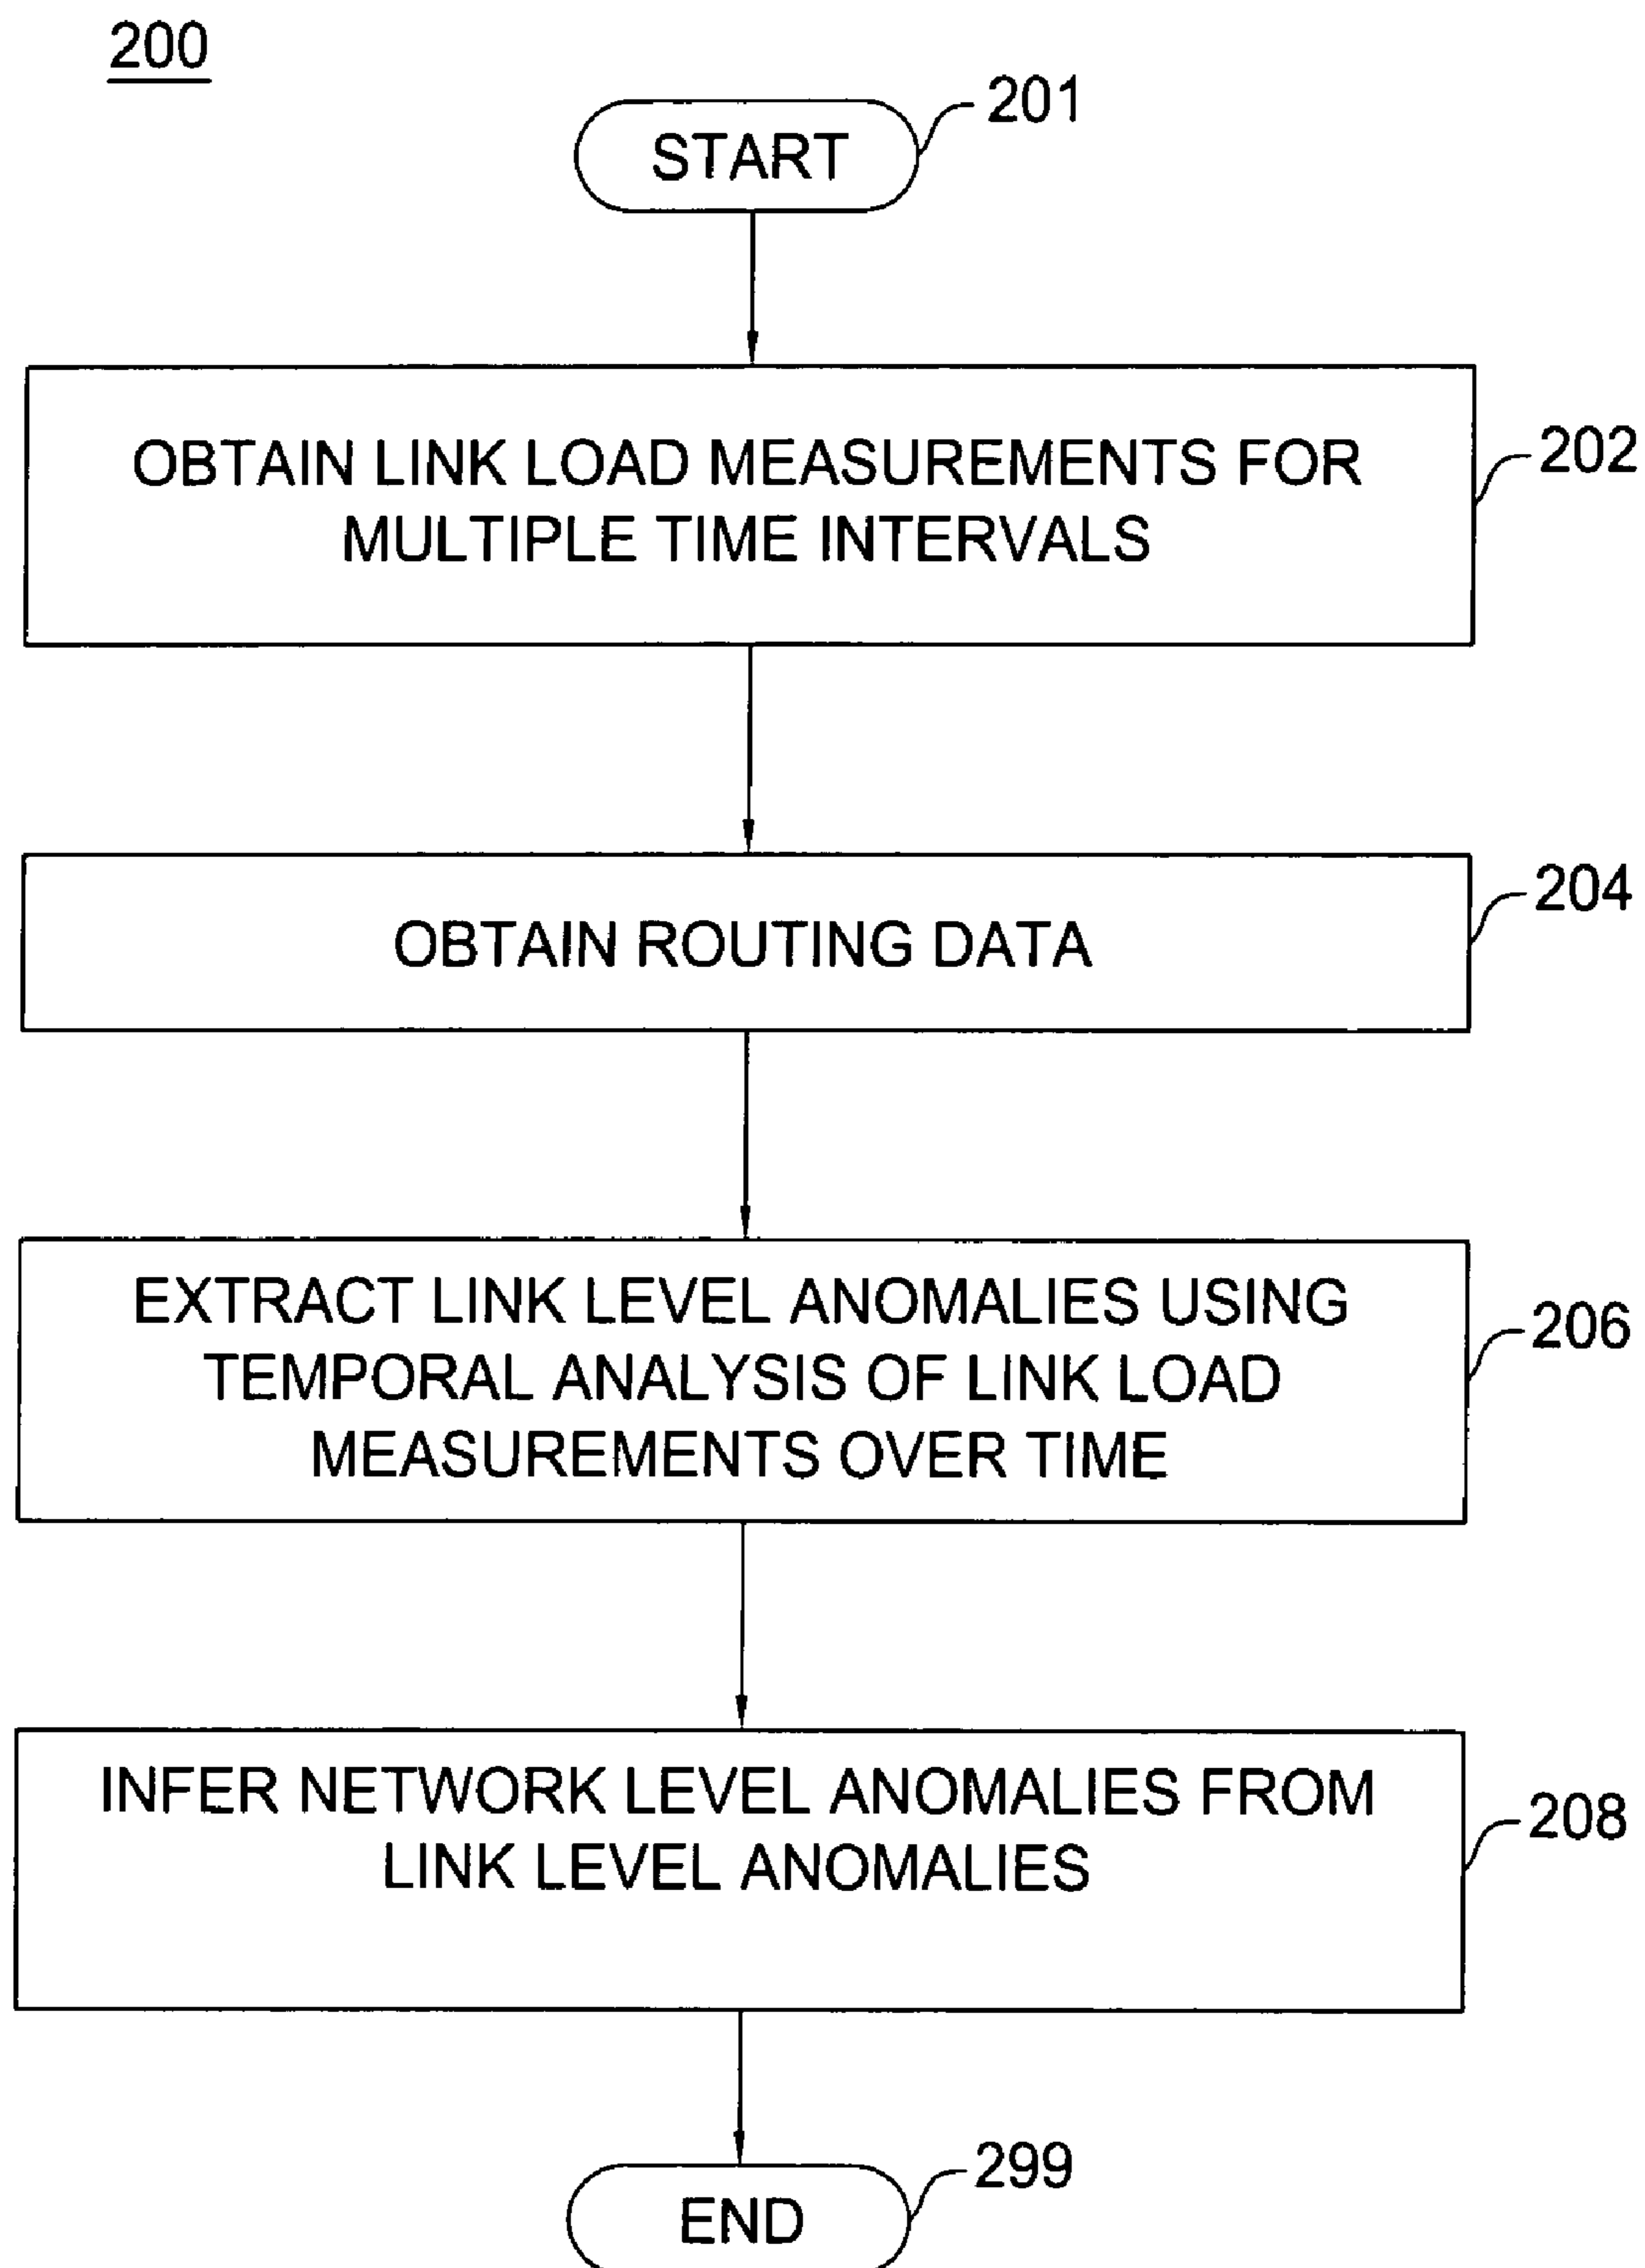 200
START
201
OBTAIN LINK LOAD MEASUREMENTS FOR
MULTIPLE TIME INTERVALS
202
OBTAIN ROUTING DATA
204
EXTRACT LINK LEVEL ANOMALIES USING
TEMPORAL ANALYSIS OF LINK LOAD
MEASUREMENTS OVER TIME
206
INFER NETWORK LEVEL ANOMALIES FROM
LINK LEVEL ANOMALIES
208
END
299